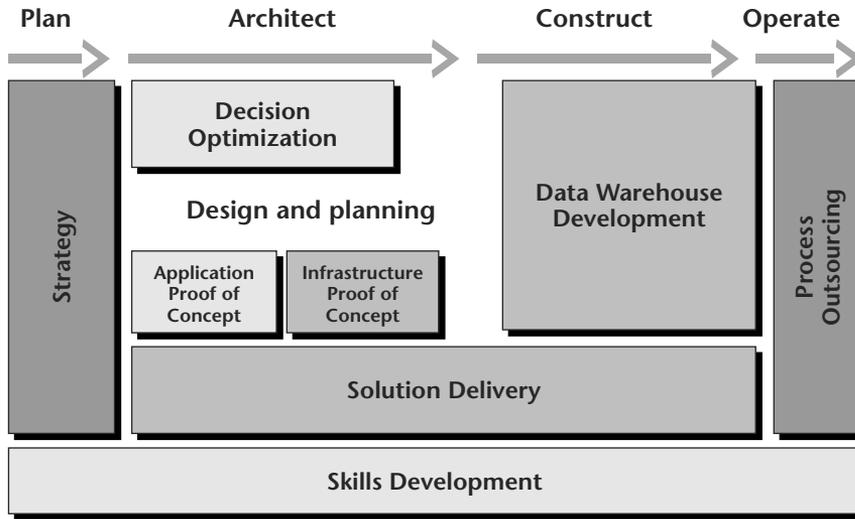 Plan
Architect
Construct
Operate
Decision
Optimization
Design and planning
Application
Proof of
Concept
Infrastructure
Proof of
Concept
Strategy
Data Warehouse
Development
Process
Outsourcing
Solution Delivery
Skills Development